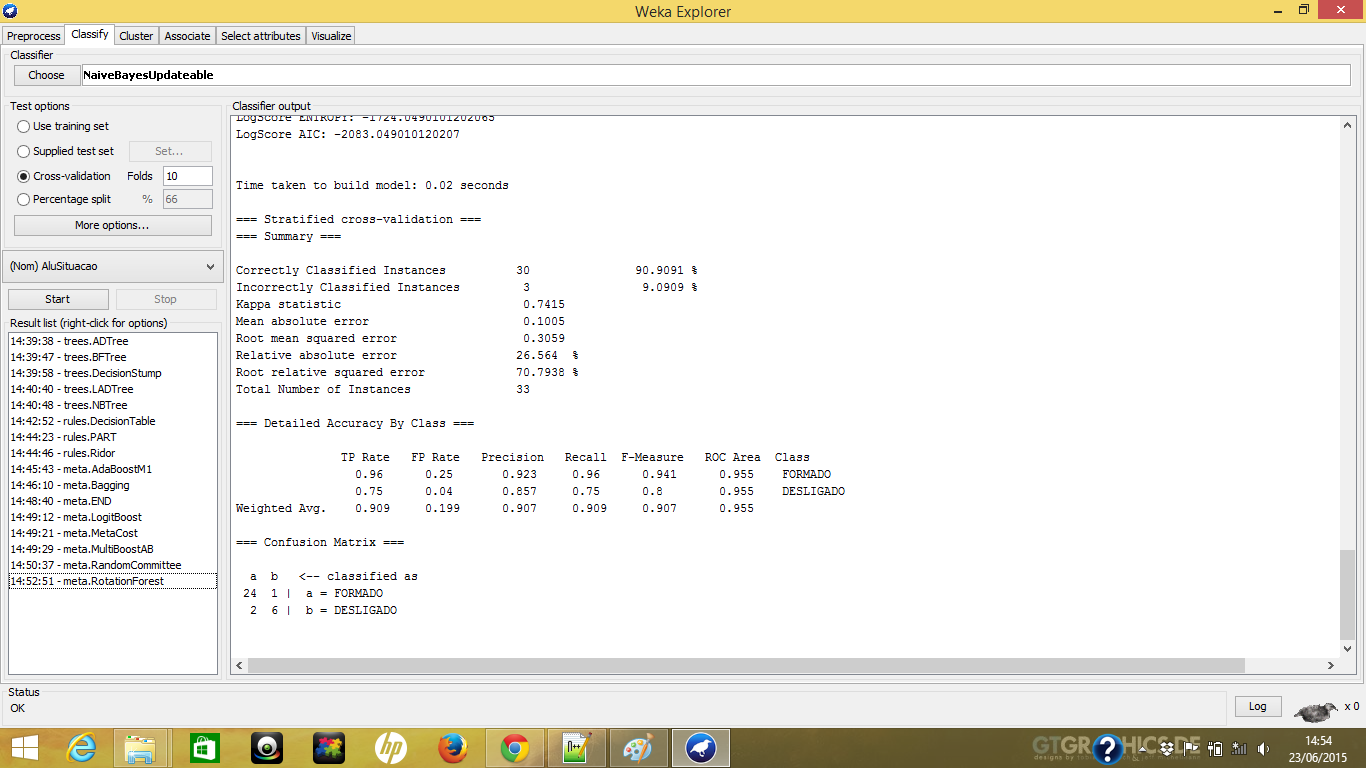 Weka Explorer
Preprocess Classify Cluster Associate Select attributes Visualize
Classifier
Choose NaiveBayesUpdateable
Test options
Use training set
Supplied test set Set...
Cross-validation Folds 10
Percentage split % 66
More options...
(Nom) AluSituacao
Start Stop
Result list (right-click for options)
14:39:38 - trees.ADTree
14:39:47 - trees.BFTree
14:39:58 - trees.DecisionStump
14:40:40 - trees.LADTree
14:40:48 - trees.NBTree
14:42:52 - rules.DecisionTable
14:44:23 - rules.PART
14:44:46 - rules.Ridor
14:45:43 - meta.AdaBoostM1
14:46:10 - meta.Bagging
14:48:40 - meta.END
14:49:12 - meta.LogitBoost
14:49:21 - meta.MetaCost
14:49:29 - meta.MultiBoostAB
14:50:37 - meta.RandomCommittee
14:52:51 - meta.RotationForest
Classifier output
LogScore ENTROPY: -1724.0490101202065
LogScore AIC: -2083.049010120207
Time taken to build model: 0.02 seconds
=== Stratified cross-validation ===
=== Summary ===
Correctly Classified Instances 30 90.9091 %
Incorrectly Classified Instances 3 9.0909 %
Kappa statistic 0.7415
Mean absolute error 0.1005
Root mean squared error 0.3059
Relative absolute error 26.564 %
Root relative squared error 70.7938 %
Total Number of Instances 33
=== Detailed Accuracy By Class ===
TP Rate FP Rate Precision Recall F-Measure ROC Area Class
0.96 0.25 0.923 0.96 0.941 0.955 FORMADO
0.75 0.04 0.857 0.75 0.8 0.955 DESLIGADO
Weighted Avg. 0.909 0.199 0.907 0.909 0.907 0.955
=== Confusion Matrix ===
a b <-- classified as
24 1 | a = FORMADO
2 6 | b = DESLIGADO
Status
OK
Log x 0
hp
14:54
23/06/2015